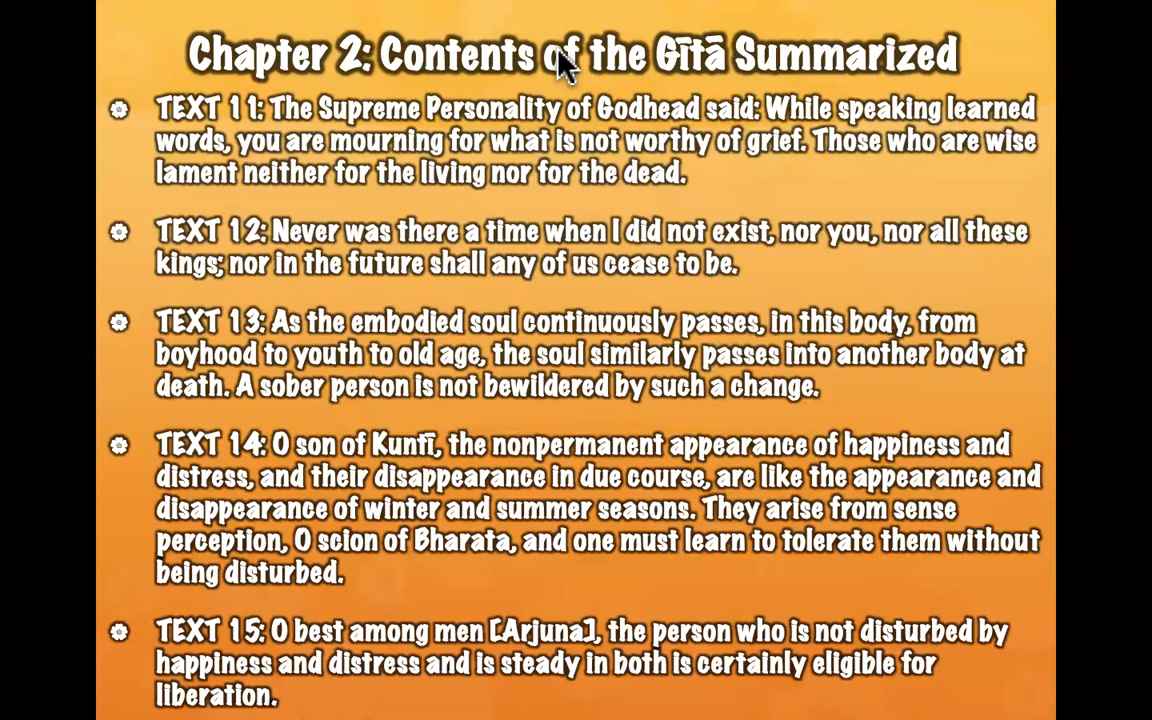 Chapter 2: Contents of the Gītā Summarized
TEXT 11: The Supreme Personality of Godhead said: While speaking learned
words, you are mourning for what is not worthy of grief. Those who are wise
lament neither for the living nor for the dead.
TEXT 12: Never was there a time when I did not exist, nor you, nor all these
kings; nor in the future shall any of us cease to be.
TEXT 13: As the embodied soul continuously passes, in this body, from
boyhood to youth to old age, the soul similarly passes into another body at
death. A sober person is not bewildered by such a change.
TEXT 14: O son of Kuntī, the nonpermanent appearance of happiness and
distress, and their disappearance in due course, are like the appearance and
disappearance of winter and summer seasons. They arise from sense
perception, O scion of Bharata, and one must learn to tolerate them without
being disturbed.
TEXT 15: O best among men [Arjuna], the person who is not disturbed by
happiness and distress and is steady in both is certainly eligible for
liberation.